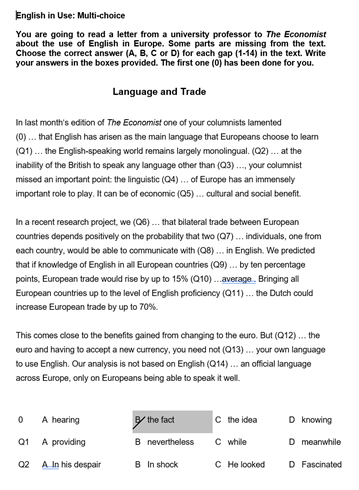 English in Use: Multi-choice
You are going to read a letter from a university professor to The Economist
about the use of English in Europe. Some parts are missing from the text.
Choose the correct answer (A, B, C or D) for each gap (1-14) in the text. Write
your answers in the boxes provided. The first one (0) has been done for you.
Language and Trade
In last month's edition of The Economist one of your columnists lamented
(0) … that English has arisen as the main language that Europeans choose to learn
(Q1) … the English-speaking world remains largely monolingual. (Q2) … at the
inability of the British to speak any language other than (Q3) …, your columnist
missed an important point: the linguistic (Q4) … of Europe has an immensely
important role to play. It can be of economic (Q5) … cultural and social benefit.
In a recent research project, we (Q6) … that bilateral trade between European
countries depends positively on the probability that two (Q7) … individuals, one from
each country, would be able to communicate with (Q8) … in English. We predicted
that if knowledge of English in all European countries (Q9) … by ten percentage
points, European trade would rise by up to 15% (Q10) …average.. Bringing all
European countries up to the level of English proficiency (Q11) … the Dutch could
increase European trade by up to 70%.
This comes close to the benefits gained from changing to the euro. But (Q12) … the
euro and having to accept a new currency, you need not (Q13) … your own language
to use English. Our analysis is not based on English (Q14) … an official language
across Europe, only on Europeans being able to speak it well.
0 A hearing B the fact C the idea D knowing
Q1 A providing B nevertheless C while D meanwhile
Q2 A In his despair B In shock C He looked D Fascinated